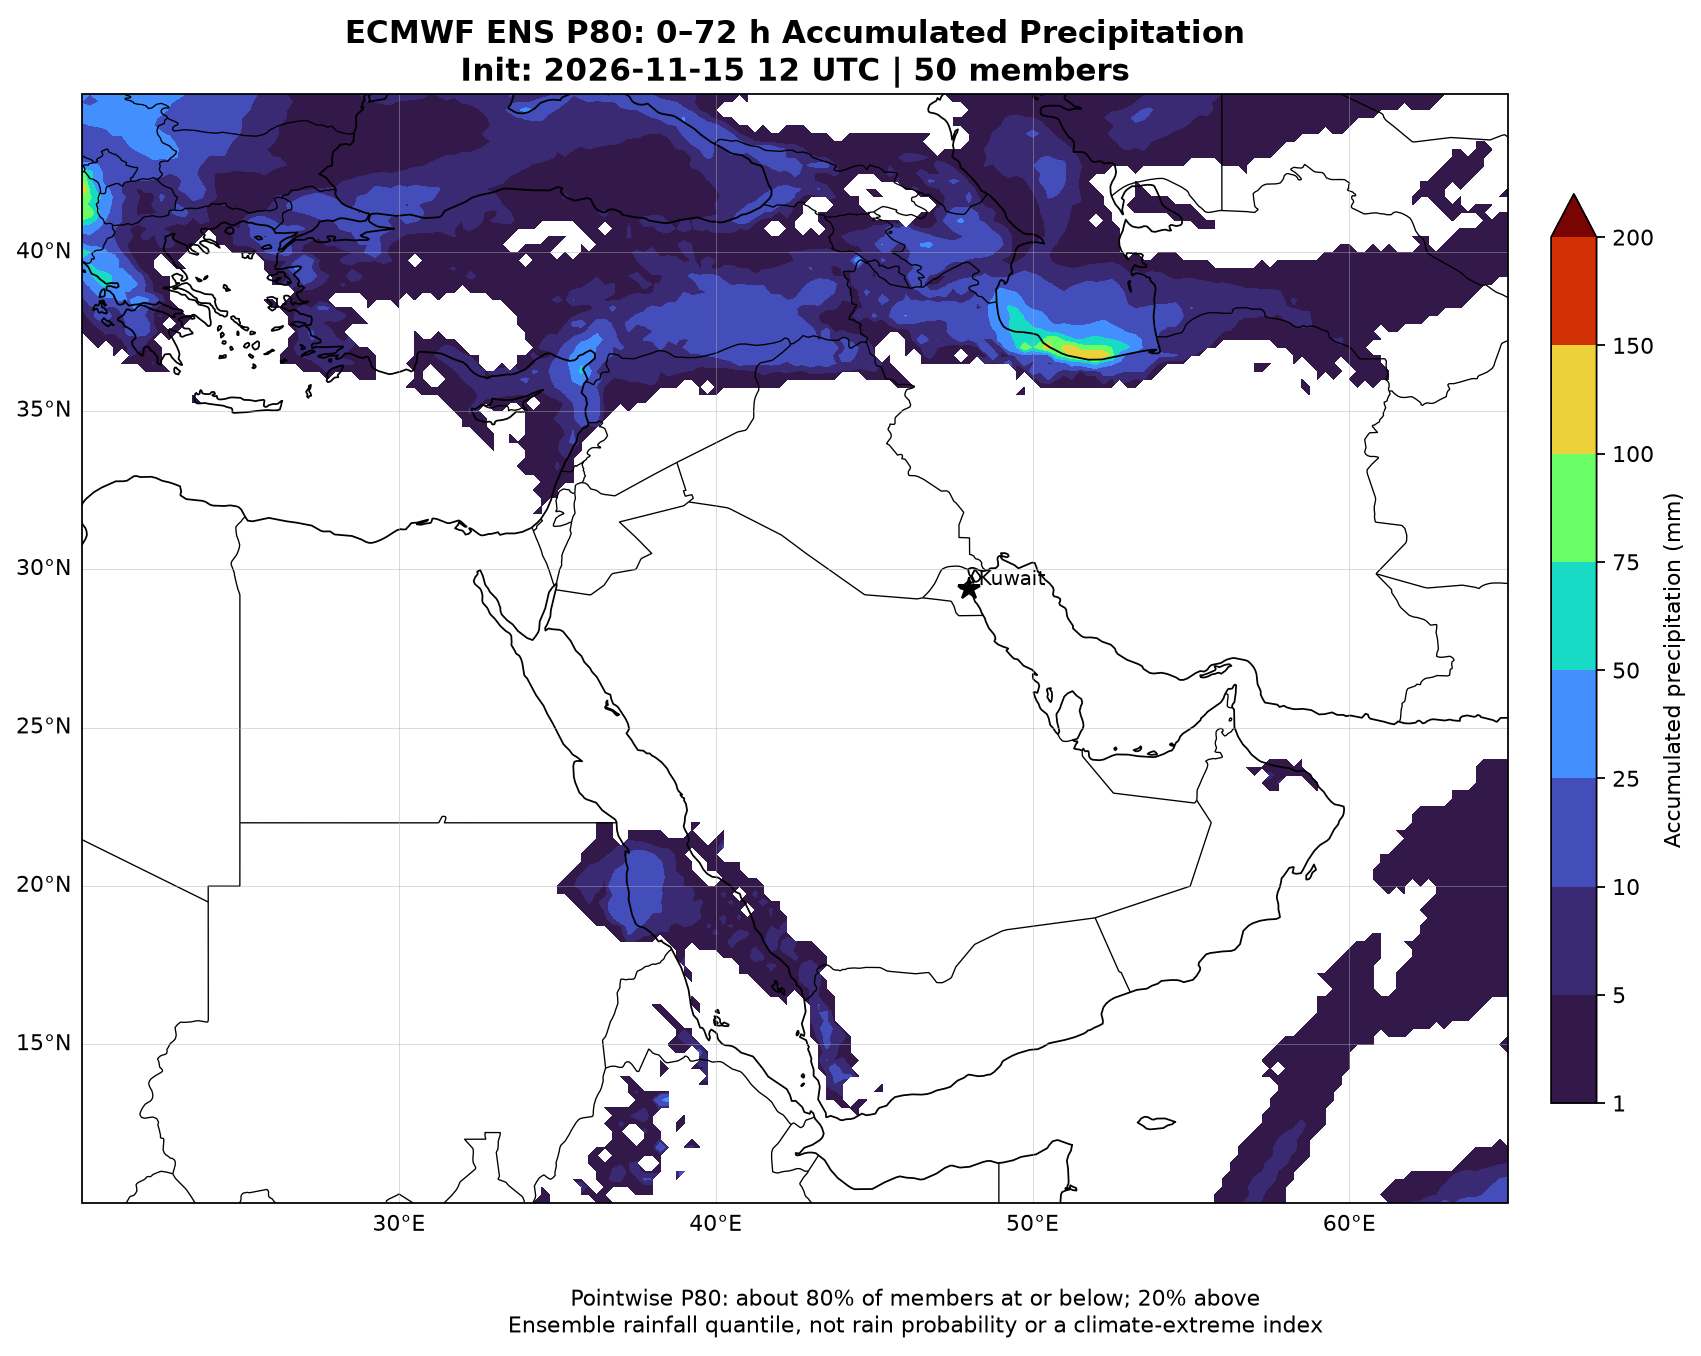 ECMWF ENS P80: 0–72 h Accumulated Precipitation
Init: 2026-11-15 12 UTC | 50 members
40°N
35°N
30°N
25°N
20°N
15°N
Kuwait
30°E
40°E
50°E
60°E
200
150
100
75
50
25
10
5
1
Accumulated precipitation (mm)
Pointwise P80: about 80% of members at or below; 20% above
Ensemble rainfall quantile, not rain probability or a climate-extreme index